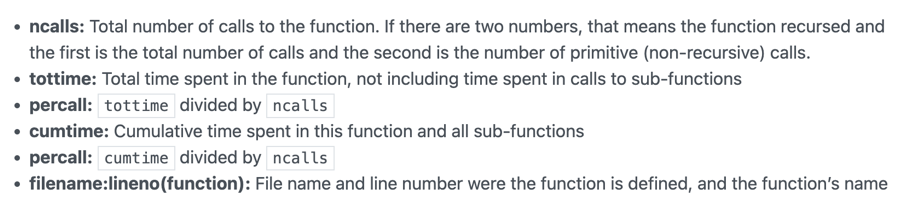 • ncalls: Total number of calls to the function. If there are two numbers, that means the function recursed and
the first is the total number of calls and the second is the number of primitive (non-recursive) calls.
• tottime: Total time spent in the function, not including time spent in calls to sub-functions
• percall: tottime divided by ncalls
• cumtime: Cumulative time spent in this function and all sub-functions
• percall: cumtime divided by ncalls
• filename:lineno(function): File name and line number were the function is defined, and the function’s name